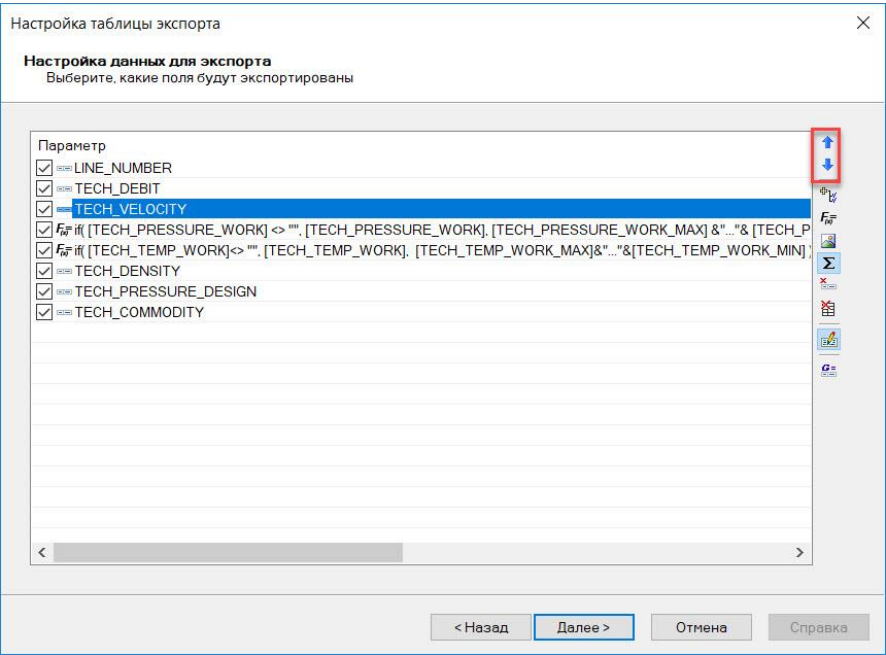 Настройка таблицы экспорта
Настройка данных для экспорта
Выберите, какие поля будут экспортированы
Параметр
LINE_NUMBER
TECH_DEBIT
TECH_VELOCITY
if( [TECH_PRESSURE_WORK] <> "", [TECH_PRESSURE_WORK], [TECH_PRESSURE_WORK_MAX] &"..."& [TECH_P
if( [TECH_TEMP_WORK]<> "", [TECH_TEMP_WORK], [TECH_TEMP_WORK_MAX]&"..."&[TECH_TEMP_WORK_MIN] )
TECH_DENSITY
TECH_PRESSURE_DESIGN
TECH_COMMODITY
< Назад Далее > Отмена Справка